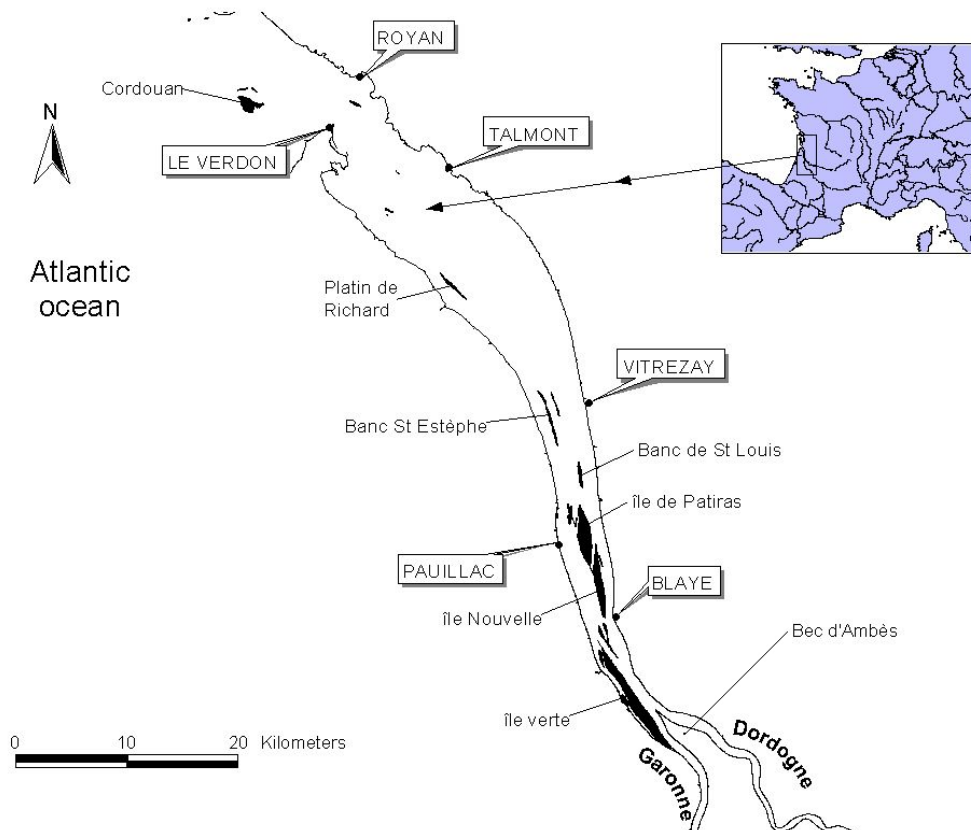 ROYAN
Cordouan
N
TALMONT
LE VERDON
Atlantic
ocean
Platin de
Richard
VITREZAY
Banc St Estèphe
Banc de St Louis
île de Patiras
PAUILLAC
BLAYE
île Nouvelle
Bec d'Ambès
île verte
Dordogne
Garonne
0 10 20 Kilometers